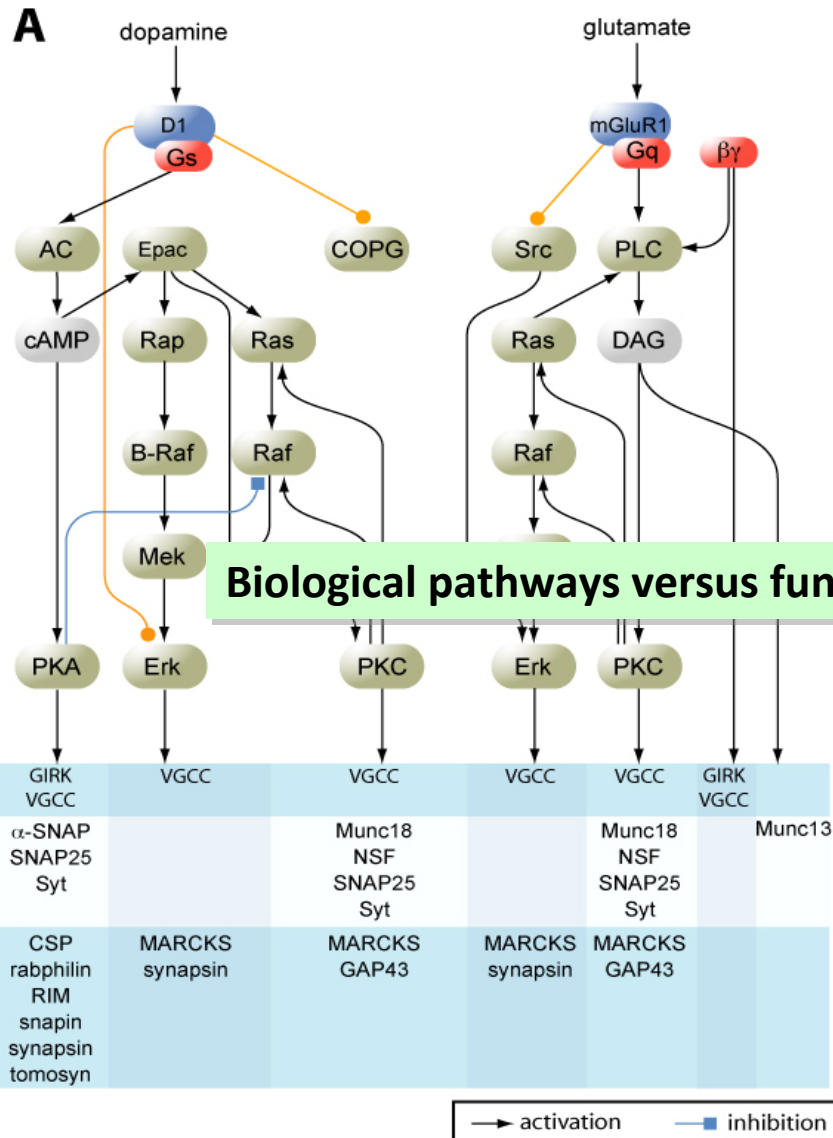 A
dopamine
glutamate
D1
Gs
mGluR1
Gq
βγ
AC
Epac
COPG
Src
PLC
cAMP
Rap
Ras
Ras
DAG
B-Raf
Raf
Raf
Mek
Biological pathways versus fun
PKA
Erk
PKC
Erk
PKC
GIRK
VGCC
VGCC
VGCC
VGCC
VGCC
GIRK
VGCC
α-SNAP
SNAP25
Syt
Munc18
NSF
SNAP25
Syt
Munc18
NSF
SNAP25
Syt
Munc13
CSP
rabphilin
RIM
snapin
synapsin
tomosyn
MARCKS
synapsin
MARCKS
GAP43
MARCKS
synapsin
MARCKS
GAP43
activation
inhibition